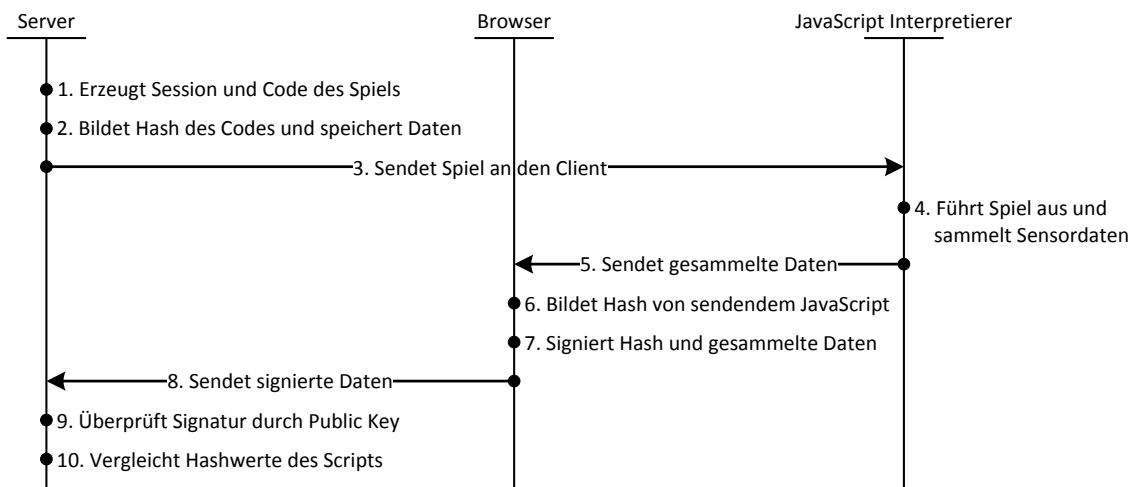 Server
Browser
JavaScript Interpretierer
1. Erzeugt Session und Code des Spiels
2. Bildet Hash des Codes und speichert Daten
3. Sendet Spiel an den Client
4. Führt Spiel aus und
sammelt Sensordaten
5. Sendet gesammelte Daten
6. Bildet Hash von sendendem JavaScript
7. Signiert Hash und gesammelte Daten
8. Sendet signierte Daten
9. Überprüft Signatur durch Public Key
10. Vergleicht Hashwerte des Scripts